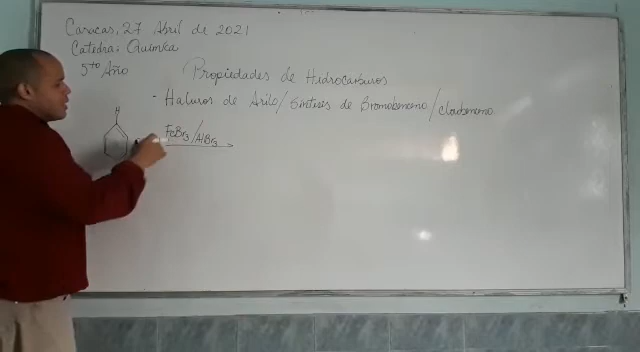 Caracas, 27 Abril de 2021
Catedra: Química
5to Año
Propiedades de Hidrocarburos
- Haluros de Arilo/Sintesis de Bromobenceno/clorobenceno
H
FeBr3/AlBr3